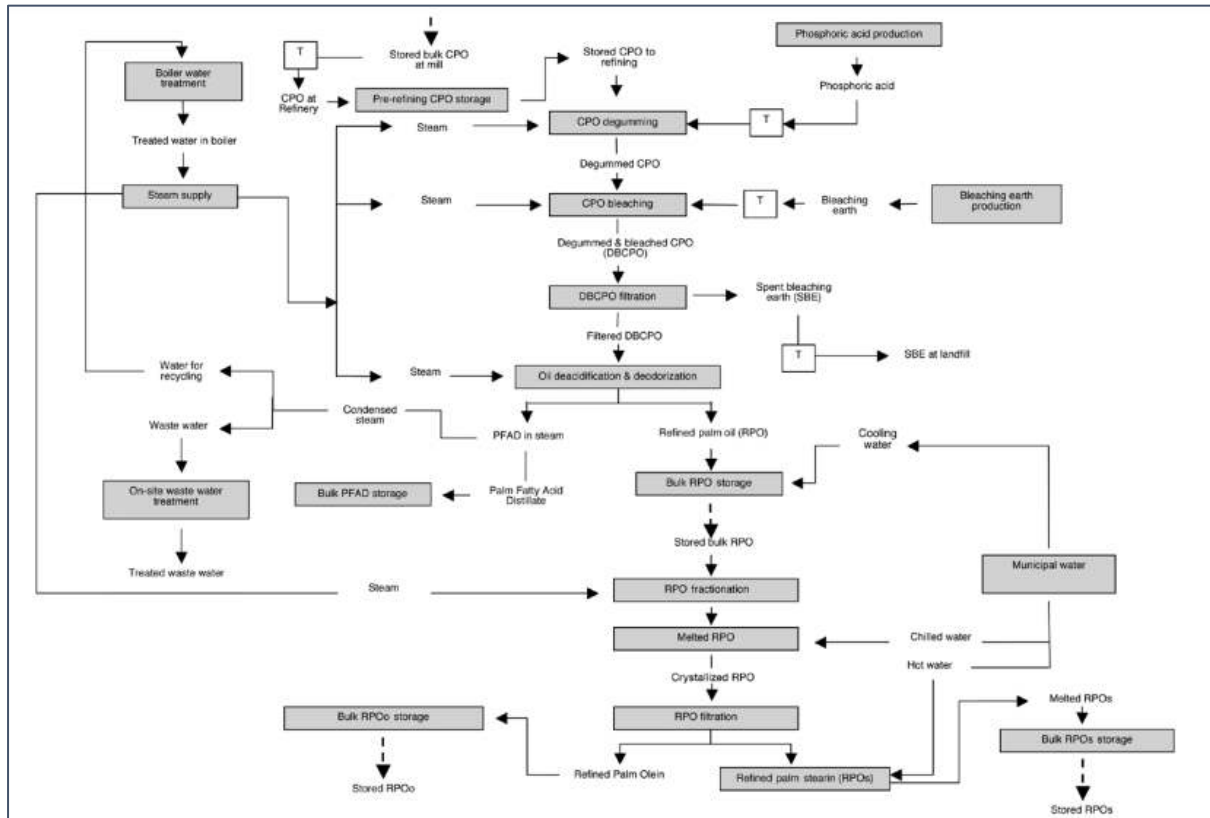 Phosphoric acid production
T
Stored bulk CPO
at mill
Stored CPO to
refining
Boiler water
treatment
CPO at
Refinery
Pre-refining CPO storage
Phosphoric acid
Steam
CPO degumming
T
Treated water in boiler
Degummed CPO
Steam supply
Steam
CPO bleaching
T
Bleaching
earth
Bleaching earth
production
Degummed & bleached CPO
(DBCPO)
DBCPO filtration
Spent bleaching
earth (SBE)
Filtered DBCPO
T
SBE at landfill
Water for
recycling
Steam
Oil deacidification & deodorization
Condensed
steam
Waste water
PFAD in steam
Refined palm oil (RPO)
Cooling
water
On-site waste water
treatment
Bulk PFAD storage
Palm Fatty Acid
Distillate
Bulk RPO storage
Stored bulk RPO
Treated waste water
Municipal water
Steam
RPO fractionation
Melted RPO
Chilled water
Hot water
Crystallized RPO
Melted RPOs
Bulk RPOo storage
RPO filtration
Bulk RPOs storage
Stored RPOo
Refined Palm Olein
Refined palm stearin (RPOs)
Stored RPOs